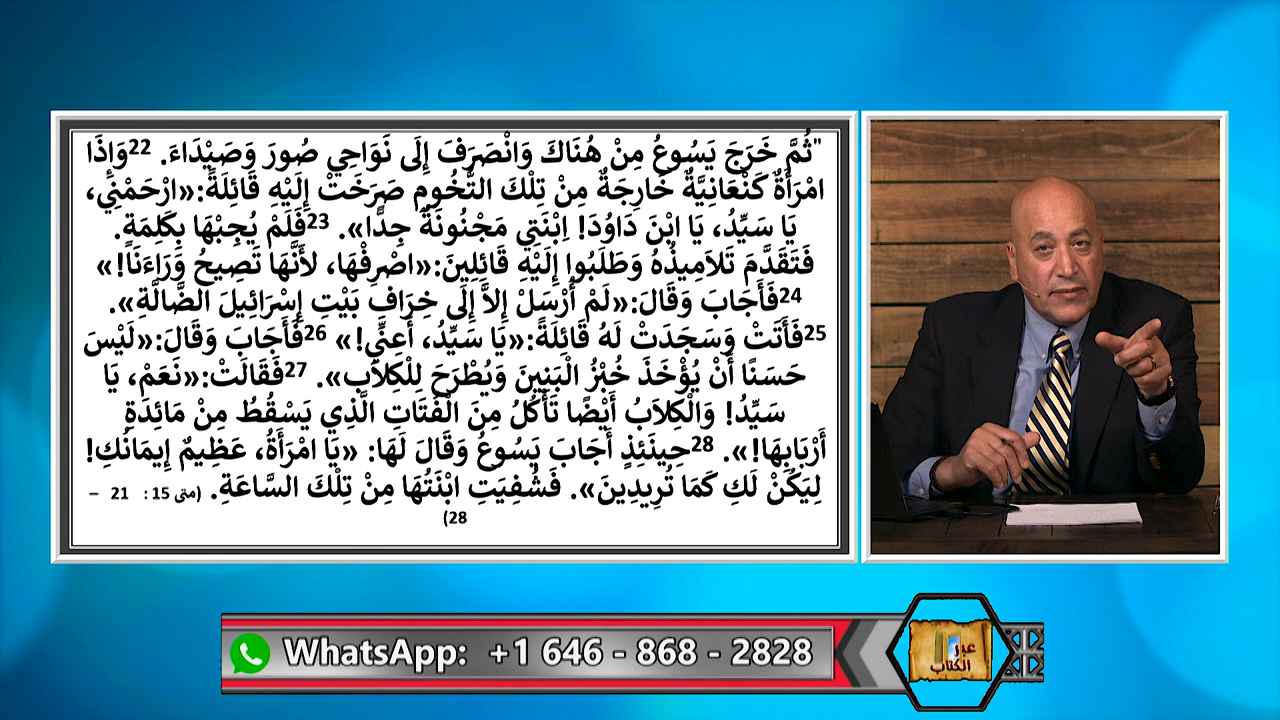 "ثُمَّ خَرَجَ يَسُوعُ مِنْ هُنَاكَ وَانْصَرَفَ إِلَى نَوَاحِي صُورَ وَصَيْدَاءَ. 22وَإِذَا
امْرَأَةٌ كَنْعَانِيَّةٌ خَارِجَةٌ مِنْ تِلْكَ التُّخُومِ صَرَخَتْ إِلَيْهِ قَائِلَةً:«ارْحَمْنِي،
يَا سَيِّدُ، يَا ابْنَ دَاوُدَ! اِبْنَتِي مَجْنُونَةٌ جِدًّا». 23فَلَمْ يُجِبْهَا بِكَلِمَةٍ.
فَتَقَدَّمَ تَلاَمِيذُهُ وَطَلَبُوا إِلَيْهِ قَائِلِينَ:«اصْرِفْهَا، لأَنَّهَا تَصِيحُ وَرَاءَنَا!»
24فَأَجَابَ وَقَالَ:«لَمْ أُرْسَلْ إِلاَّ إِلَى خِرَافِ بَيْتِ إِسْرَائِيلَ الضَّالَّةِ».
25فَأَتَتْ وَسَجَدَتْ لَهُ قَائِلَةً:«يَا سَيِّدُ، أَعِنِّي!» 26فَأَجَابَ وَقَالَ:«لَيْسَ
حَسَنًا أَنْ يُؤْخَذَ خُبْزُ الْبَنِينَ وَيُطْرَحَ لِلْكِلاَبِ». 27فَقَالَتْ:«نَعَمْ، يَا
سَيِّدُ! وَالْكِلاَبُ أَيْضًا تَأْكُلُ مِنَ الْفُتَاتِ الَّذِي يَسْقُطُ مِنْ مَائِدَةِ
أَرْبَابِهَا!». 28حِينَئِذٍ أَجَابَ يَسُوعُ وَقَالَ لَهَا: «يَا امْرَأَةُ، عَظِيمٌ إِيمَانُكِ!
لِيَكُنْ لَكِ كَمَا تُرِيدِينَ». فَشُفِيَتِ ابْنَتُهَا مِنْ تِلْكَ السَّاعَةِ. (متى 15 : 21 –
28)
WhatsApp: +1 646 - 868 - 2828
عبر
الكتاب